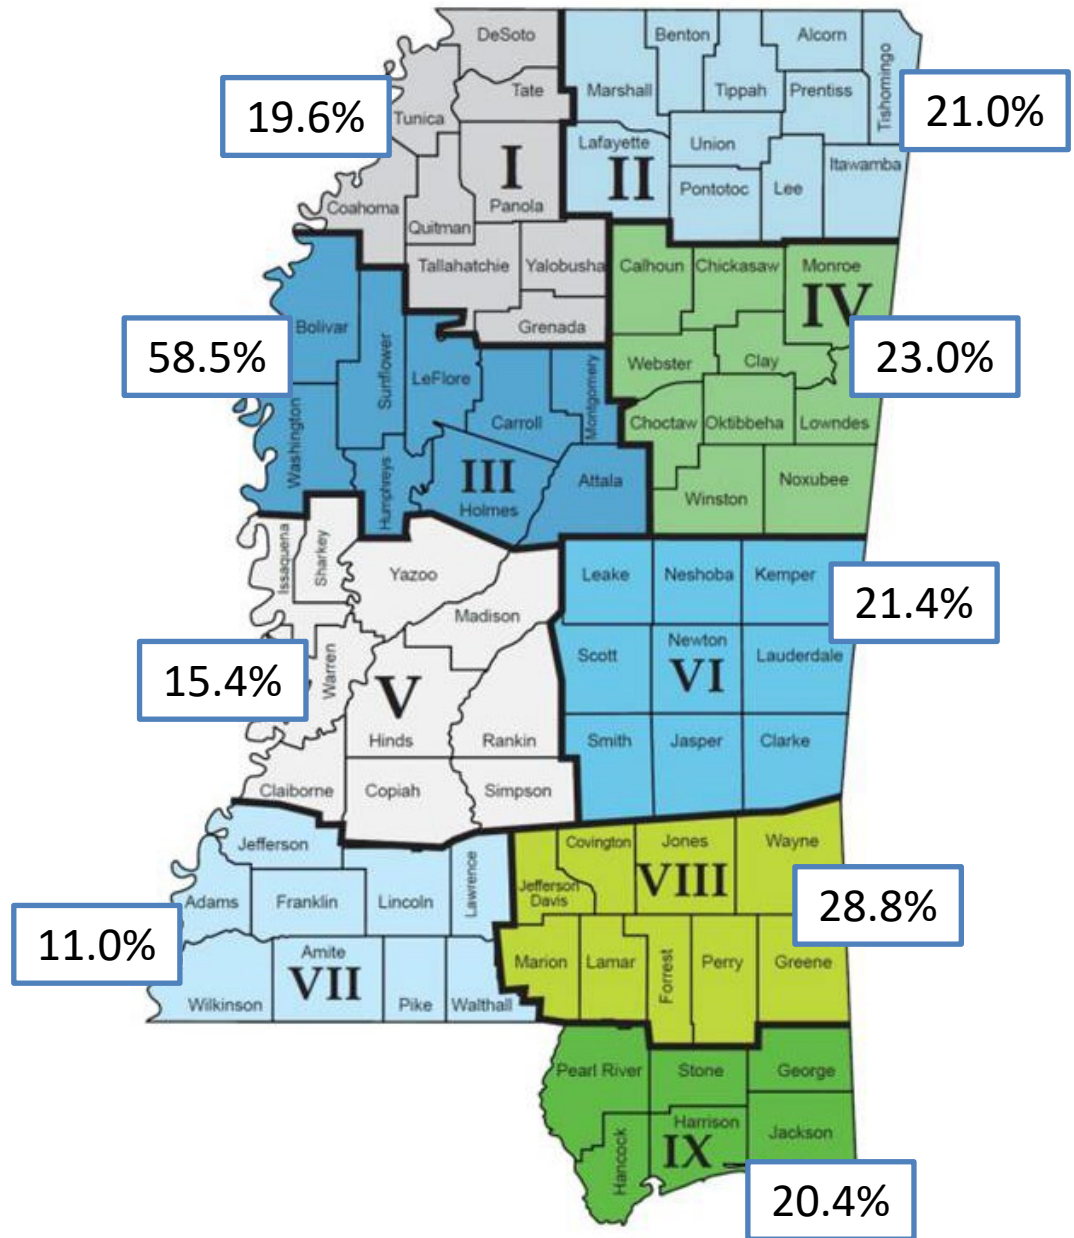 DeSoto
Benton
Alcorn
Tishomingo
Tate
Marshall
Tippah
Prentiss
19.6%
21.0%
Tunica
Lafayette
Union
I
II
Itawamba
Coahoma
Panola
Pontotoc
Lee
Quitman
Tallahatchie
Yalobusha
Calhoun
Chickasaw
Monroe
IV
Bolivar
Grenada
58.5%
Sunflower
LeFlore
Webster
Clay
23.0%
Washington
Carroll
Montgomery
Choctaw
Oktibbeha
Lowndes
Humphreys
III
Holmes
Attala
Winston
Noxubee
Issaquena
Sharkey
Yazoo
Leake
Neshoba
Kemper
21.4%
Madison
Newton
VI
Scott
Lauderdale
15.4%
Warren
V
Hinds
Rankin
Smith
Jasper
Clarke
Claiborne
Copiah
Simpson
Jefferson
Covington
Jones
VIII
Wayne
Adams
Franklin
Lincoln
Lawrence
Jefferson
Davis
28.8%
11.0%
Amite
VII
Marion
Lamar
Forrest
Perry
Greene
Wilkinson
Pike
Walthall
Pearl River
Stone
George
Hancock
Harrison
IX
Jackson
20.4%